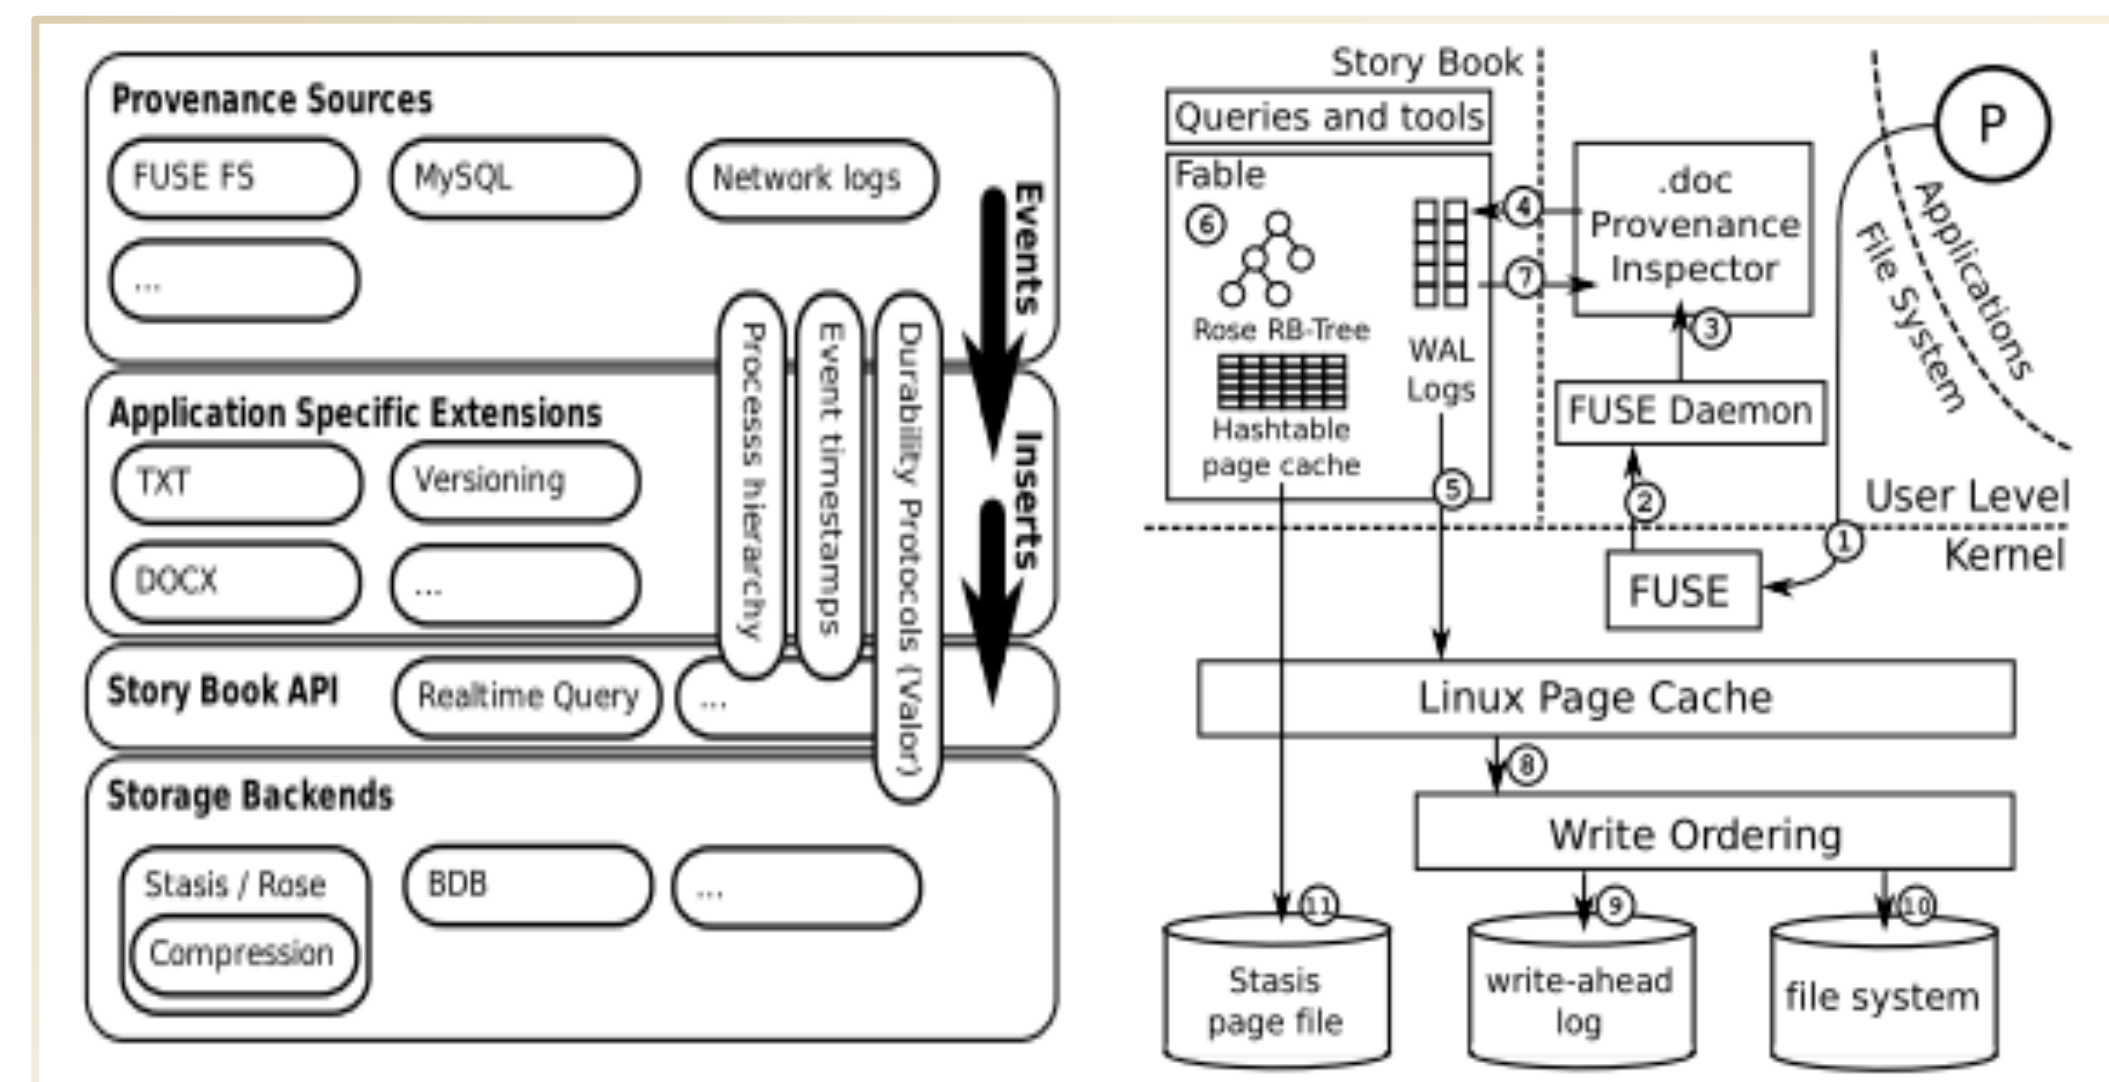 Provenance Sources
FUSE FS
MySQL
Network logs
...
Events
Processs hierarchy
Event timestamps
Durability Protocols (Valor)
Application Specific Extensions
TXT
Versioning
DOCX
...
Inserts
Story Book API
Realtime Query
...
Storage Backends
Stasis / Rose
Compression
BDB
...
Story Book
Queries and tools
Fable
6
Rose RB-Tree
Hashtable
page cache
WAL
Logs
4
7
5
.doc
Provenance
Inspector
3
FUSE Daemon
2
P
Applications
File System
User Level
Kernel
1
FUSE
Linux Page Cache
8
Write Ordering
11
9
10
Stasis
page file
write-ahead
log
file system